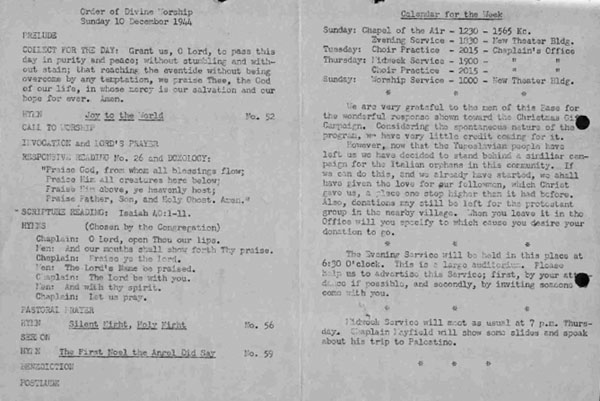 Order of Divine Worship
Sunday 10 December 1944
PRELUDE
COLLECT FOR THE DAY: Grant us, O Lord, to pass this
day in purity and peace; without stumbling and with-
out stain; that reaching the eventide without being
overcome by any temptation, we praise Thee, the God
of our life, in whose mercy is our salvation and our
hope for ever. Amen.
HYMN Joy to the World No. 52
CALL TO WORSHIP
INVOCATION and LORD'S PRAYER
RESPONSIVE READING No. 26 and DOXOLOGY:
"Praise God, from whom all blessings flow;
Praise Him all creatures here below;
Praise Him above, ye heavenly host;
Praise Father, Son, and Holy Ghost. Amen."
SCRIPTURE READING: Isaiah 40:1-11.
HYMNS (Chosen by the Congregation)
Chaplain: O Lord, open Thou our lips.
Men: And our mouths shall show forth Thy praise.
Chaplain: Praise ye the Lord.
Men: The Lord's Name be praised.
Chaplain: The Lord be with you.
Men: And with thy spirit.
Chaplain: Let us pray.
PASTORAL PRAYER
HYMN Silent Night, Holy Night No. 56
SERMON
HYMN The First Noel the Angel Did Say No. 59
BENEDICTION
POSTLUDE
Calendar for the Week
Sunday: Chapel of the Air - 1230 - 1565 Kc.
Evening Service - 1830 - New Theater Bldg.
Tuesday: Choir Practice - 2015 - Chaplain's Office
Thursday: Midweek Service - 1900 - " "
Choir Practice - 2015 - " "
Sunday: Worship Service - 1000 - New Theater Bldg.
* * *
We are very grateful to the men of this Base for
the wonderful response shown toward the Christmas Gift
Campaign. Considering the spontaneous nature of the
program, we have very little credit coming for it.
However, now that the Yugoslavian people have
left us we have decided to stand behind a similiar cam-
paign for the Italian orphans in this community. If
we can do this, and we already have started, we shall
have given the love for our fellowmen, which Christ
gave us, a place one step higher than it had before.
Also, donations may still be left for the protestant
group in the nearby village. When you leave it in the
Office will you specify to which cause you desire your
donation to go.
* * *
The Evening Service will be held in this place at
6:30 O'clock. This is a large auditorium. Please
help us to advertise this Service; first, by your
if possible, and secondly, by inviting someone
come with you.
* * *
Midweek Service will meet as usual at 7 p.m. Thurs-
day. Chaplain Mayfield will show some slides and speak
about his trip to Palestine.
* * *